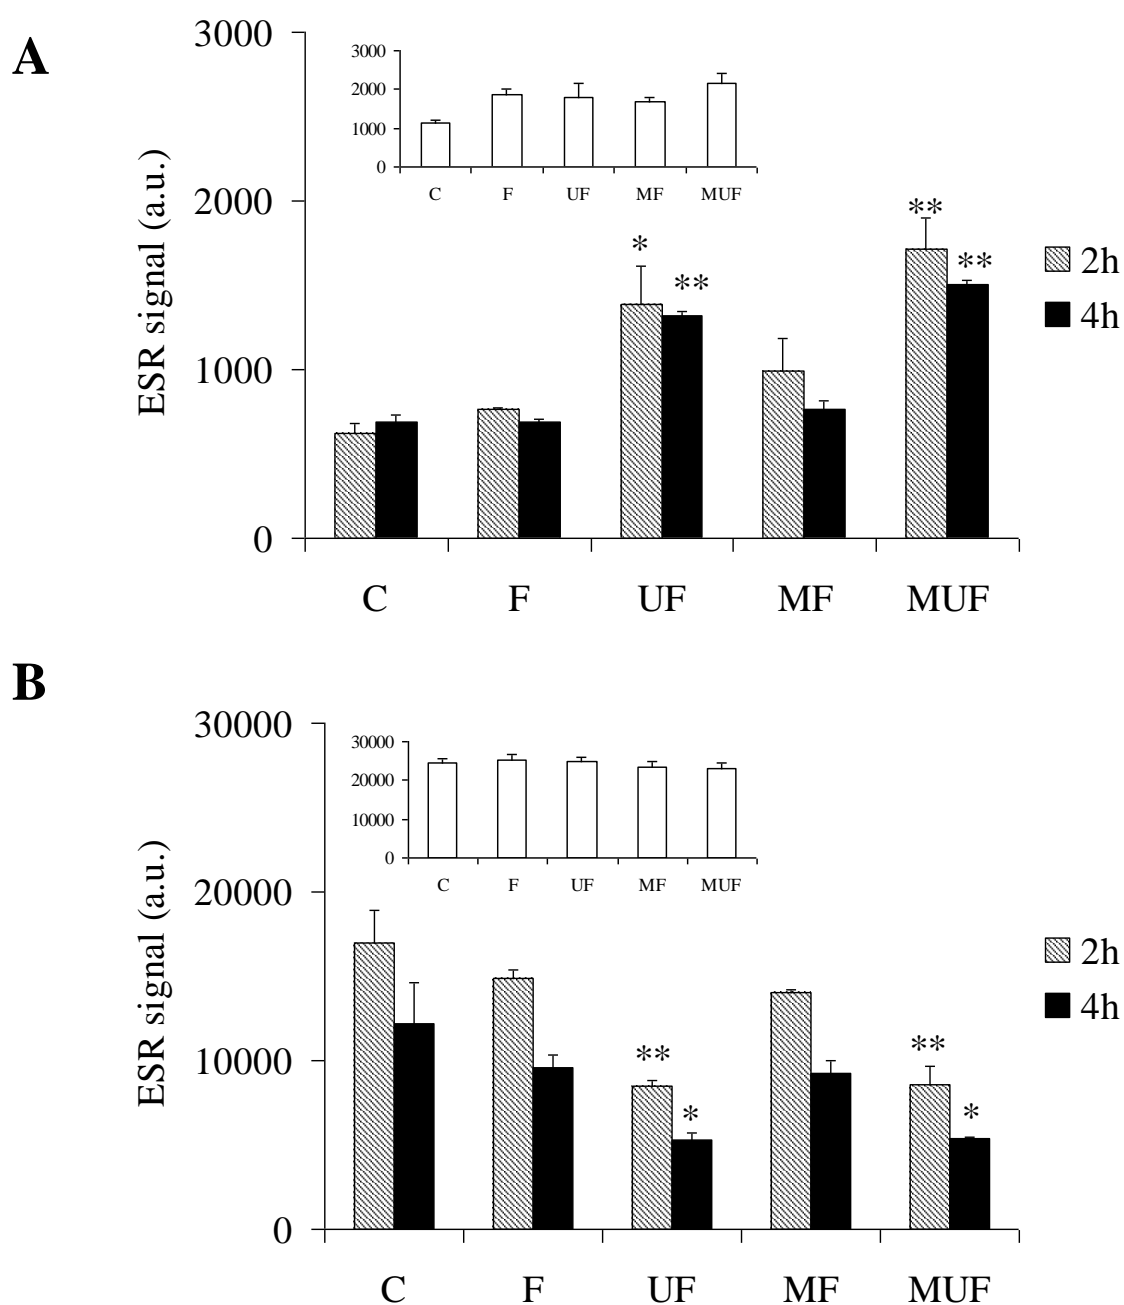 A
ESR signal (a.u.)
3000
2000
1000
0
3000
2000
1000
0
C F UF MF MUF
*
**
**
**
2h
4h
C F UF MF MUF
B
ESR signal (a.u.)
30000
20000
10000
0
30000
20000
10000
0
C F UF MF MUF
**
*
**
*
2h
4h
C F UF MF MUF